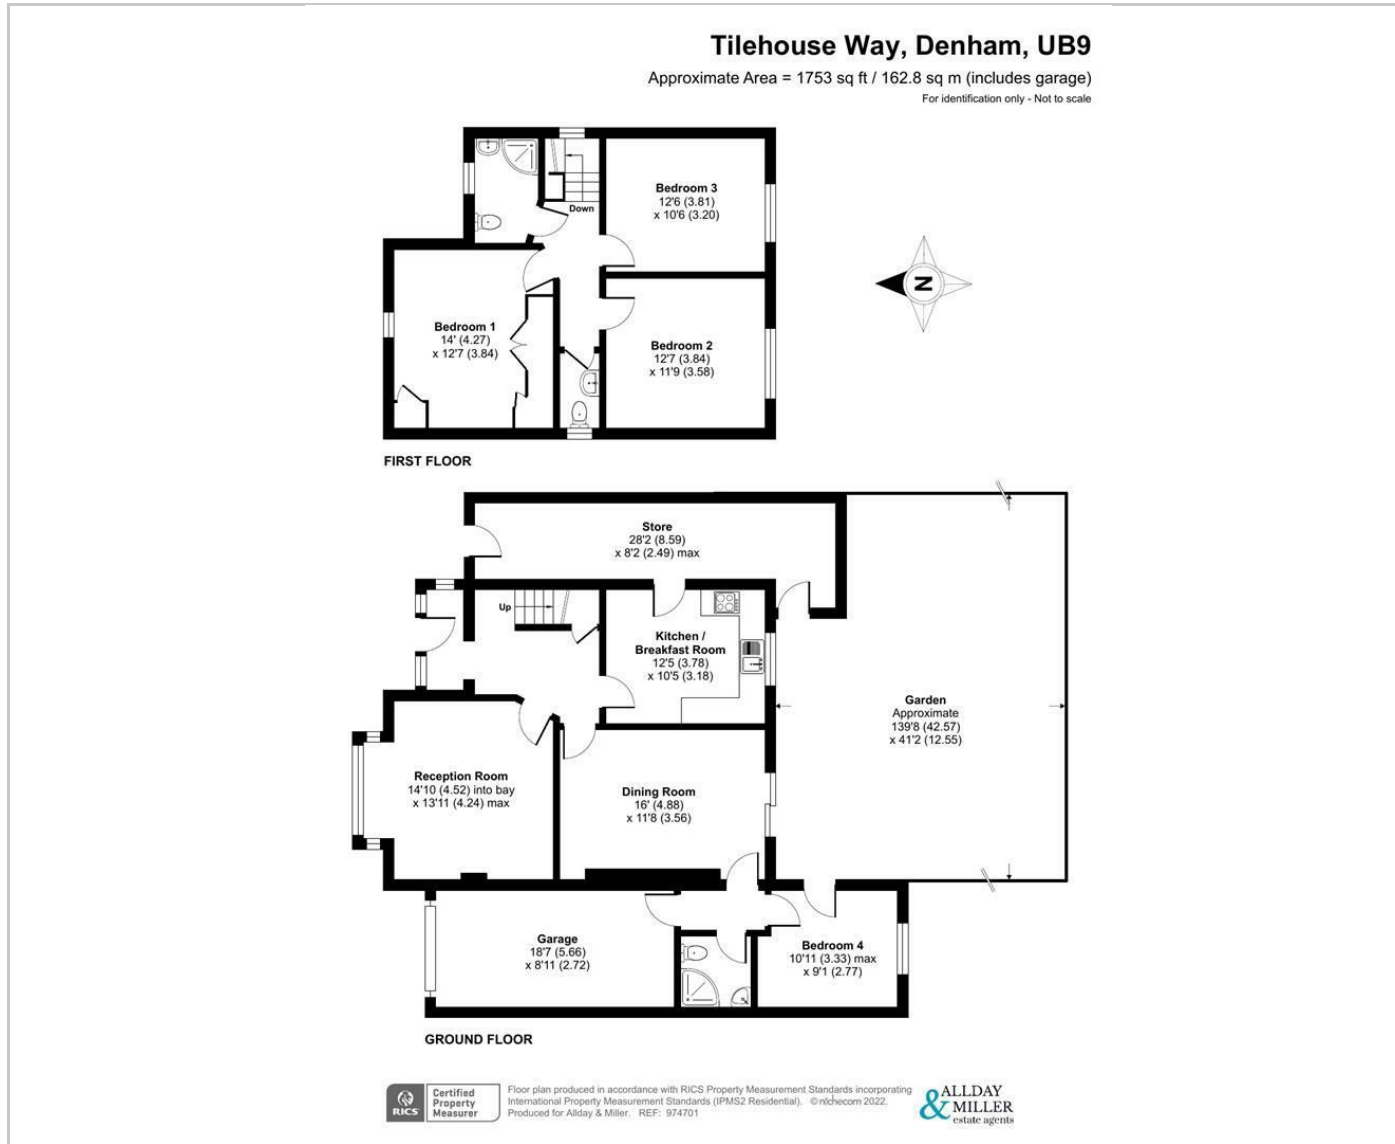 Tilehouse Way, Denham, UB9
Approximate Area = 1753 sq ft / 162.8 sq m (includes garage)
For identification only - Not to scale
Down
Bedroom 3
12'6 (3.81)
x 10'6 (3.20)
N
Bedroom 1
14' (4.27)
x 12'7 (3.84)
Bedroom 2
12'7 (3.84)
x 11'9 (3.58)
FIRST FLOOR
Store
28'2 (8.59)
x 8'2 (2.49) max
Up
Kitchen /
Breakfast Room
12'5 (3.78)
x 10'5 (3.18)
Garden
Approximate
139'8 (42.57)
x 41'2 (12.55)
Reception Room
14'10 (4.52) into bay
x 13'11 (4.24) max
Dining Room
16' (4.88)
x 11'8 (3.56)
Garage
18'7 (5.66)
x 8'11 (2.72)
Bedroom 4
10'11 (3.33) max
x 9'1 (2.77)
GROUND FLOOR
RICS
Certified
Property
Measurer
Floor plan produced in accordance with RICS Property Measurement Standards incorporating
International Property Measurement Standards (IPMS2 Residential). © nichecom 2022.
Produced for Allday & Miller. REF: 974701
ALLDAY
& MILLER
estate agents